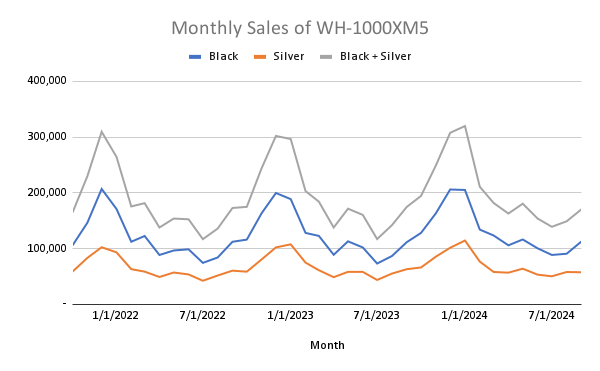 Monthly Sales of WH-1000XM5
Black Silver Black + Silver
400,000
300,000
200,000
100,000
-
1/1/2022 7/1/2022 1/1/2023 7/1/2023 1/1/2024 7/1/2024
Month